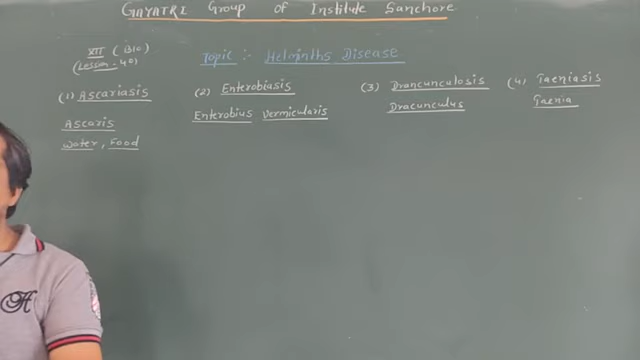 GAYATRI Group of Institute Sanchore
XII (BIO)
(Lesson-40)
Topic :- Helminths Disease
(1) Ascariasis
Ascaris
Water, Food
(2) Enterobiasis
Enterobius vermicularis
(3) Drancunculosis
Dracunculus
(4) Taeniasis
Taenia